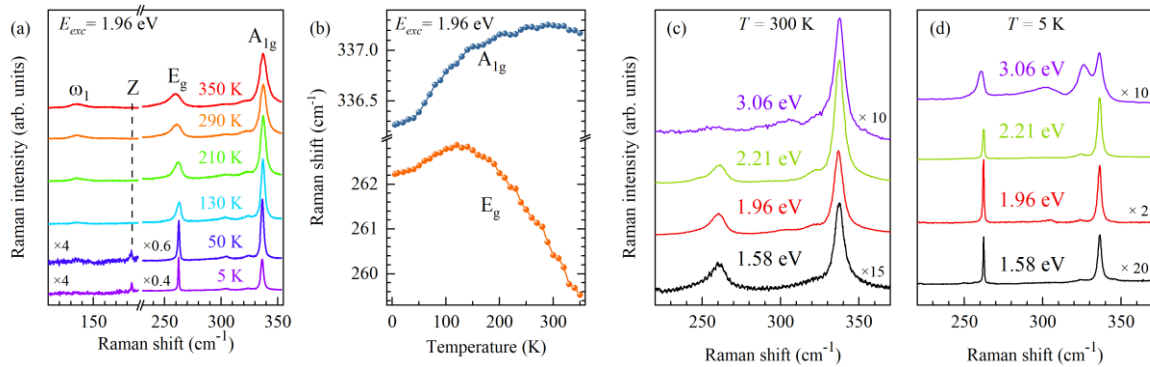 (a)
E_exc = 1.96 eV
A1g
ω1
Z
Eg
350 K
290 K
210 K
130 K
50 K
5 K
×4
×0.6
×4
×0.4
150
250
300
350
Raman shift (cm-1)
Raman intensity (arb. units)
(b)
E_exc = 1.96 eV
A1g
Eg
337.0
336.5
262
261
260
0
100
200
300
Temperature (K)
Raman shift (cm-1)
(c)
T = 300 K
3.06 eV
× 10
2.21 eV
1.96 eV
1.58 eV
×15
250
300
350
Raman shift (cm-1)
Raman intensity (arb. units)
(d)
T = 5 K
3.06 eV
× 10
2.21 eV
1.96 eV
× 2
1.58 eV
× 20
250
300
350
Raman shift (cm-1)